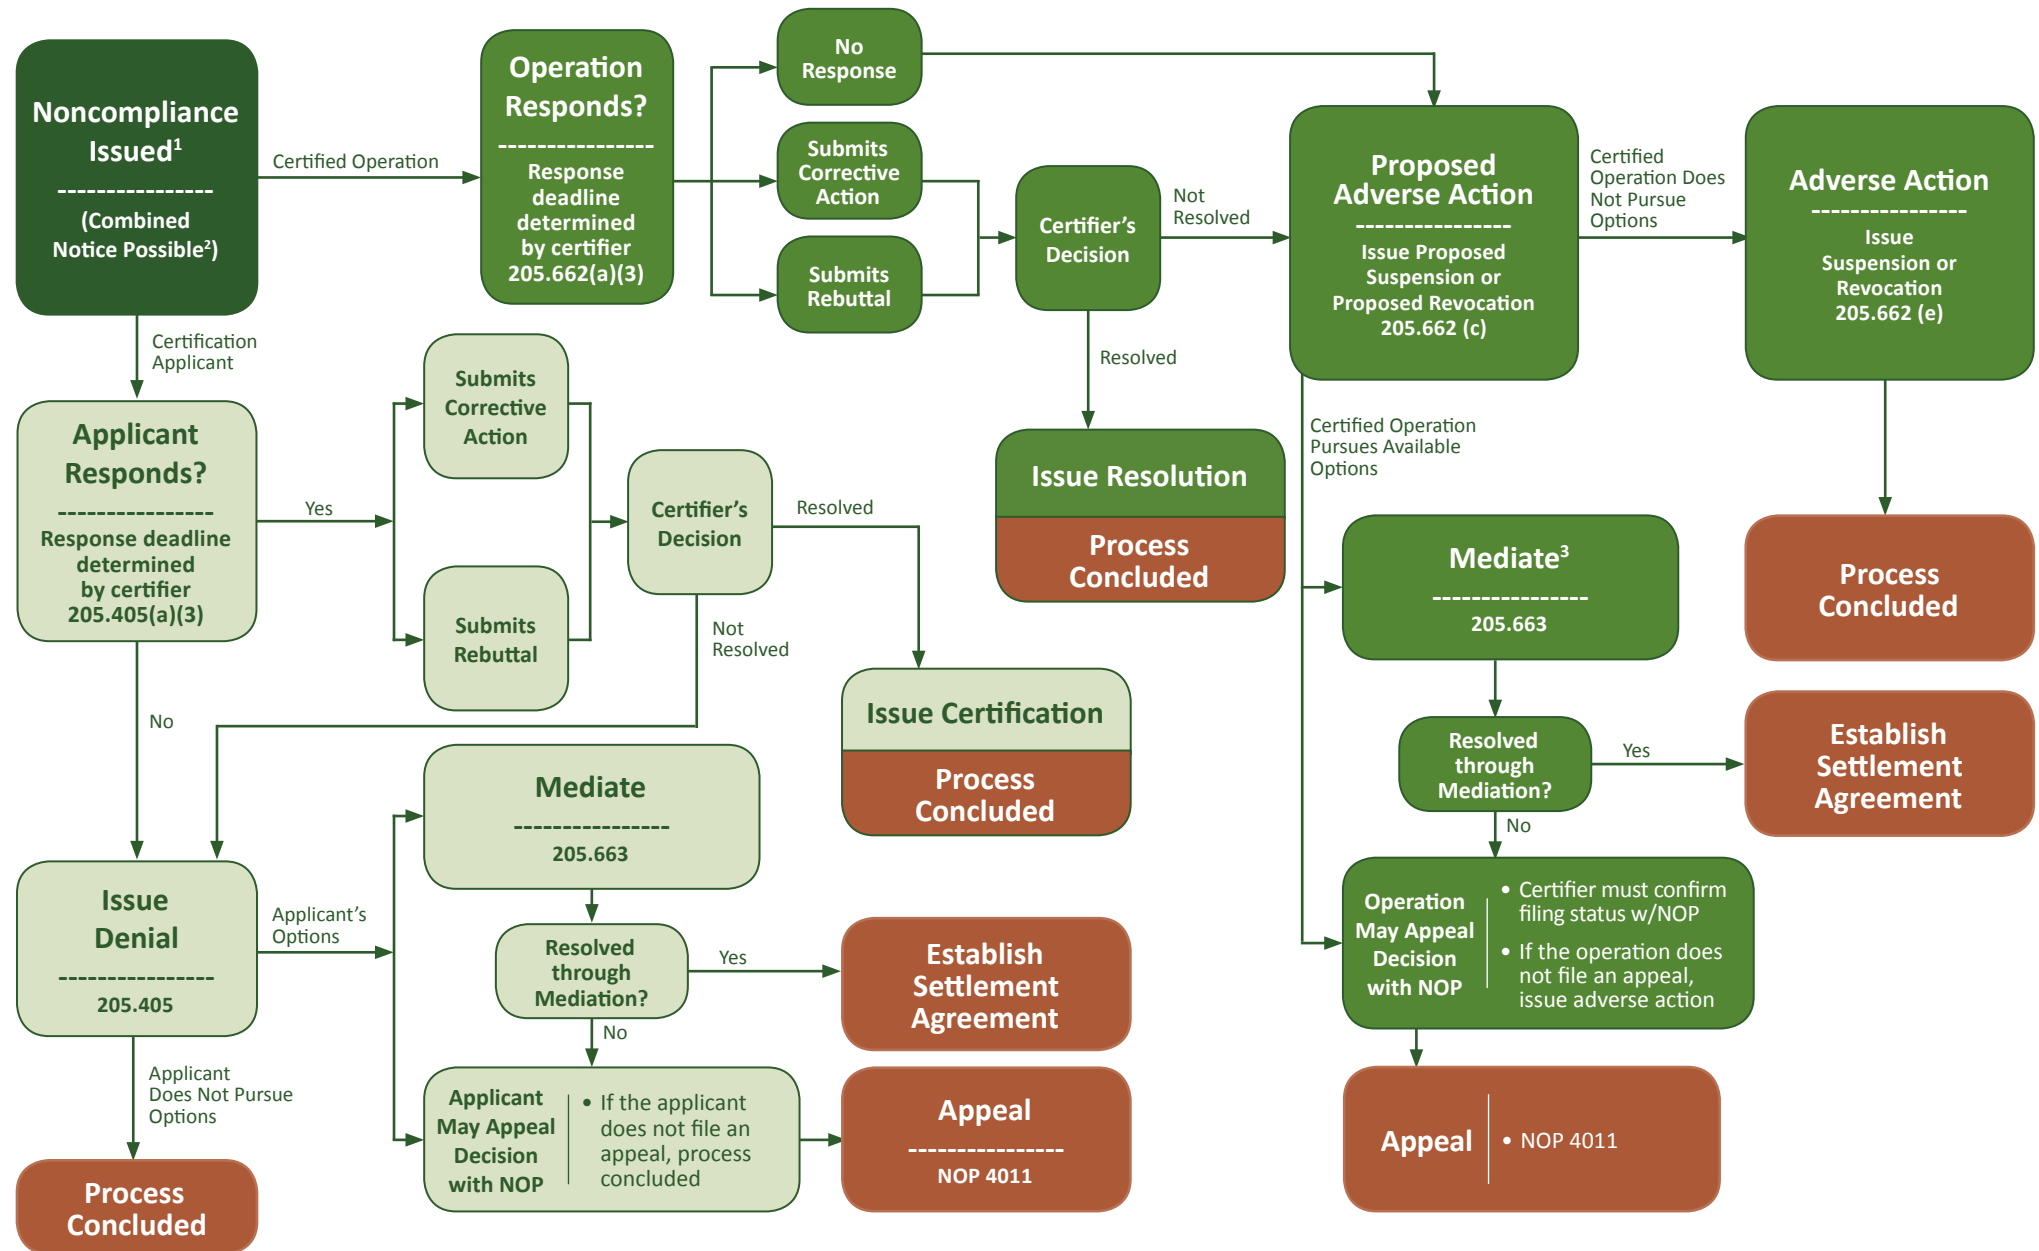 Noncompliance
Issued¹
----------------
(Combined
Notice Possible²)
Certified Operation
Operation
Responds?
----------------
Response
deadline
determined
by certifier
205.662(a)(3)
No
Response
Submits
Corrective
Action
Submits
Rebuttal
Certifier's
Decision
Not
Resolved
Resolved
Issue Resolution
Process
Concluded
Proposed
Adverse Action
----------------
Issue Proposed
Suspension or
Proposed Revocation
205.662 (c)
Certified
Operation Does
Not Pursue
Options
Adverse Action
----------------
Issue
Suspension or
Revocation
205.662 (e)
Process
Concluded
Certified Operation
Pursues Available
Options
Mediate³
----------------
205.663
Resolved
through
Mediation?
Yes
Establish
Settlement
Agreement
No
Operation
May Appeal
Decision
with NOP
• Certifier must confirm
filing status w/NOP
• If the operation does
not file an appeal,
issue adverse action
Appeal
• NOP 4011
Certification
Applicant
Applicant
Responds?
----------------
Response deadline
determined
by certifier
205.405(a)(3)
Yes
Submits
Corrective
Action
Submits
Rebuttal
Certifier's
Decision
Resolved
Issue Certification
Process
Concluded
Not
Resolved
No
Issue
Denial
----------------
205.405
Applicant's
Options
Mediate
----------------
205.663
Resolved
through
Mediation?
Yes
Establish
Settlement
Agreement
No
Applicant
May Appeal
Decision
with NOP
• If the applicant
does not file an
appeal, process
concluded
Appeal
----------------
NOP 4011
Applicant
Does Not Pursue
Options
Process
Concluded